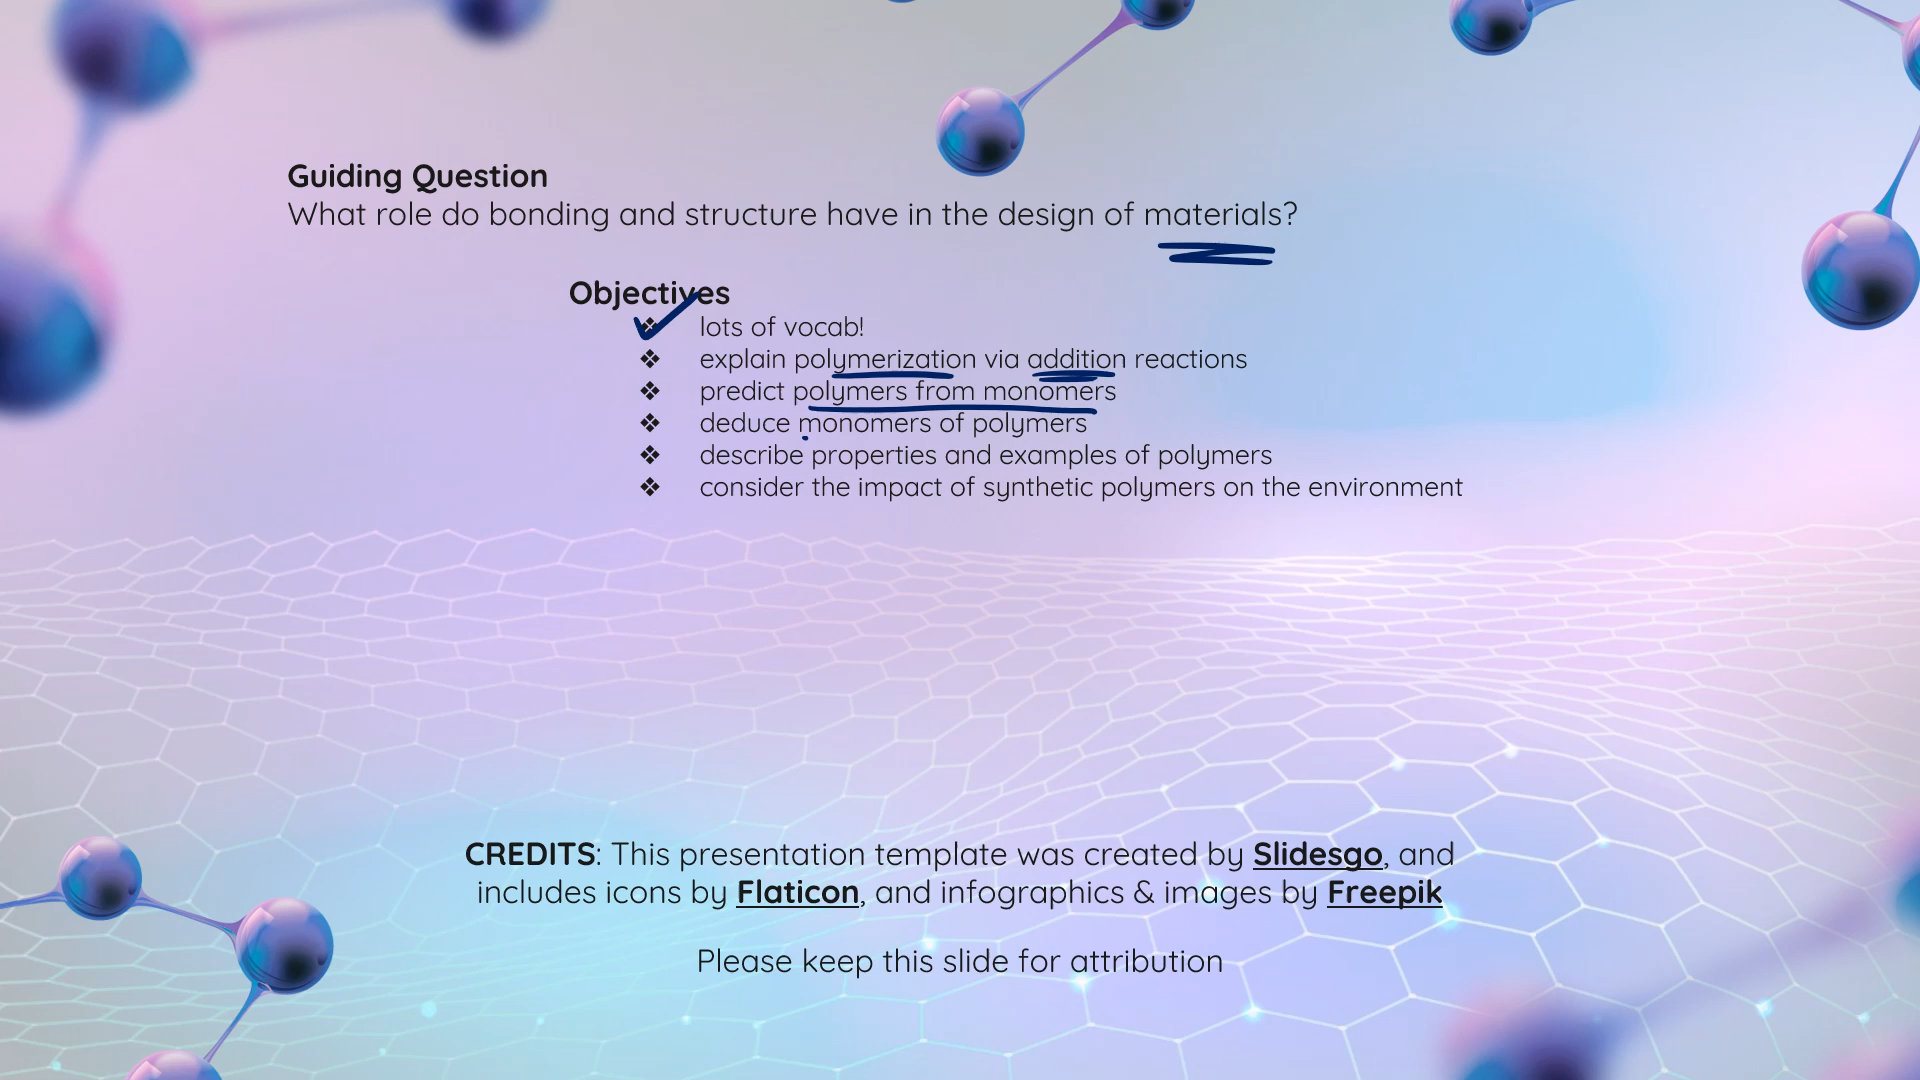 Guiding Question
What role do bonding and structure have in the design of materials?
Objectives
❖ lots of vocab!
❖ explain polymerization via addition reactions
❖ predict polymers from monomers
❖ deduce monomers of polymers
❖ describe properties and examples of polymers
❖ consider the impact of synthetic polymers on the environment
CREDITS: This presentation template was created by Slidesgo, and
includes icons by Flaticon, and infographics & images by Freepik
Please keep this slide for attribution